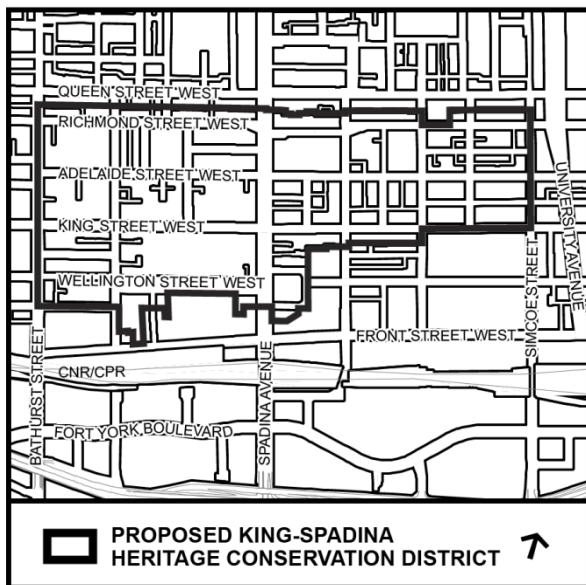 QUEEN STREET WEST
RICHMOND STREET WEST
ADELAIDE STREET WEST
KING STREET WEST
WELLINGTON STREET WEST
FRONT STREET WEST
CNR/CPR
FORT YORK BOULEVARD
BATHURST STREET
SPADINA AVENUE
SIMCOE STREET
UNIVERSITY AVENUE
PROPOSED KING-SPADINA
HERITAGE CONSERVATION DISTRICT